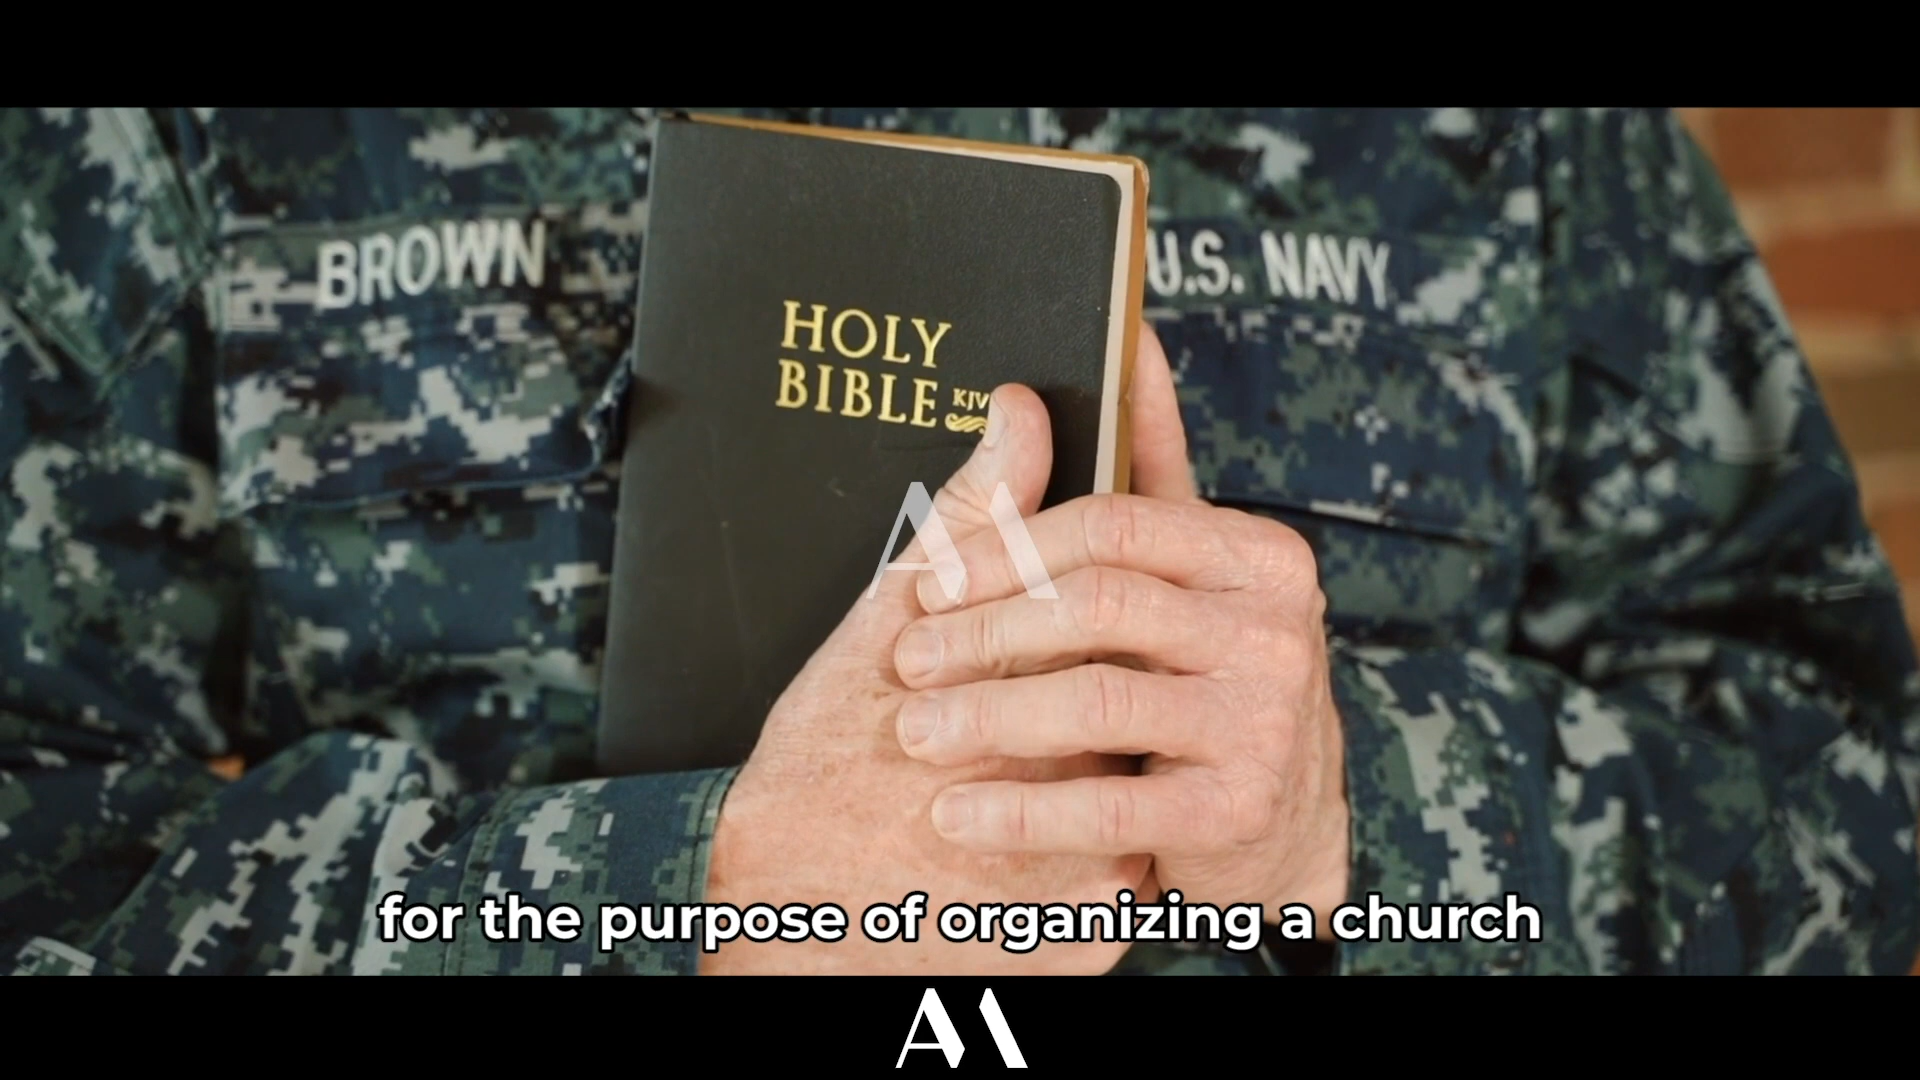 BROWN
U.S. NAVY
HOLY
BIBLE KJV
for the purpose of organizing a church